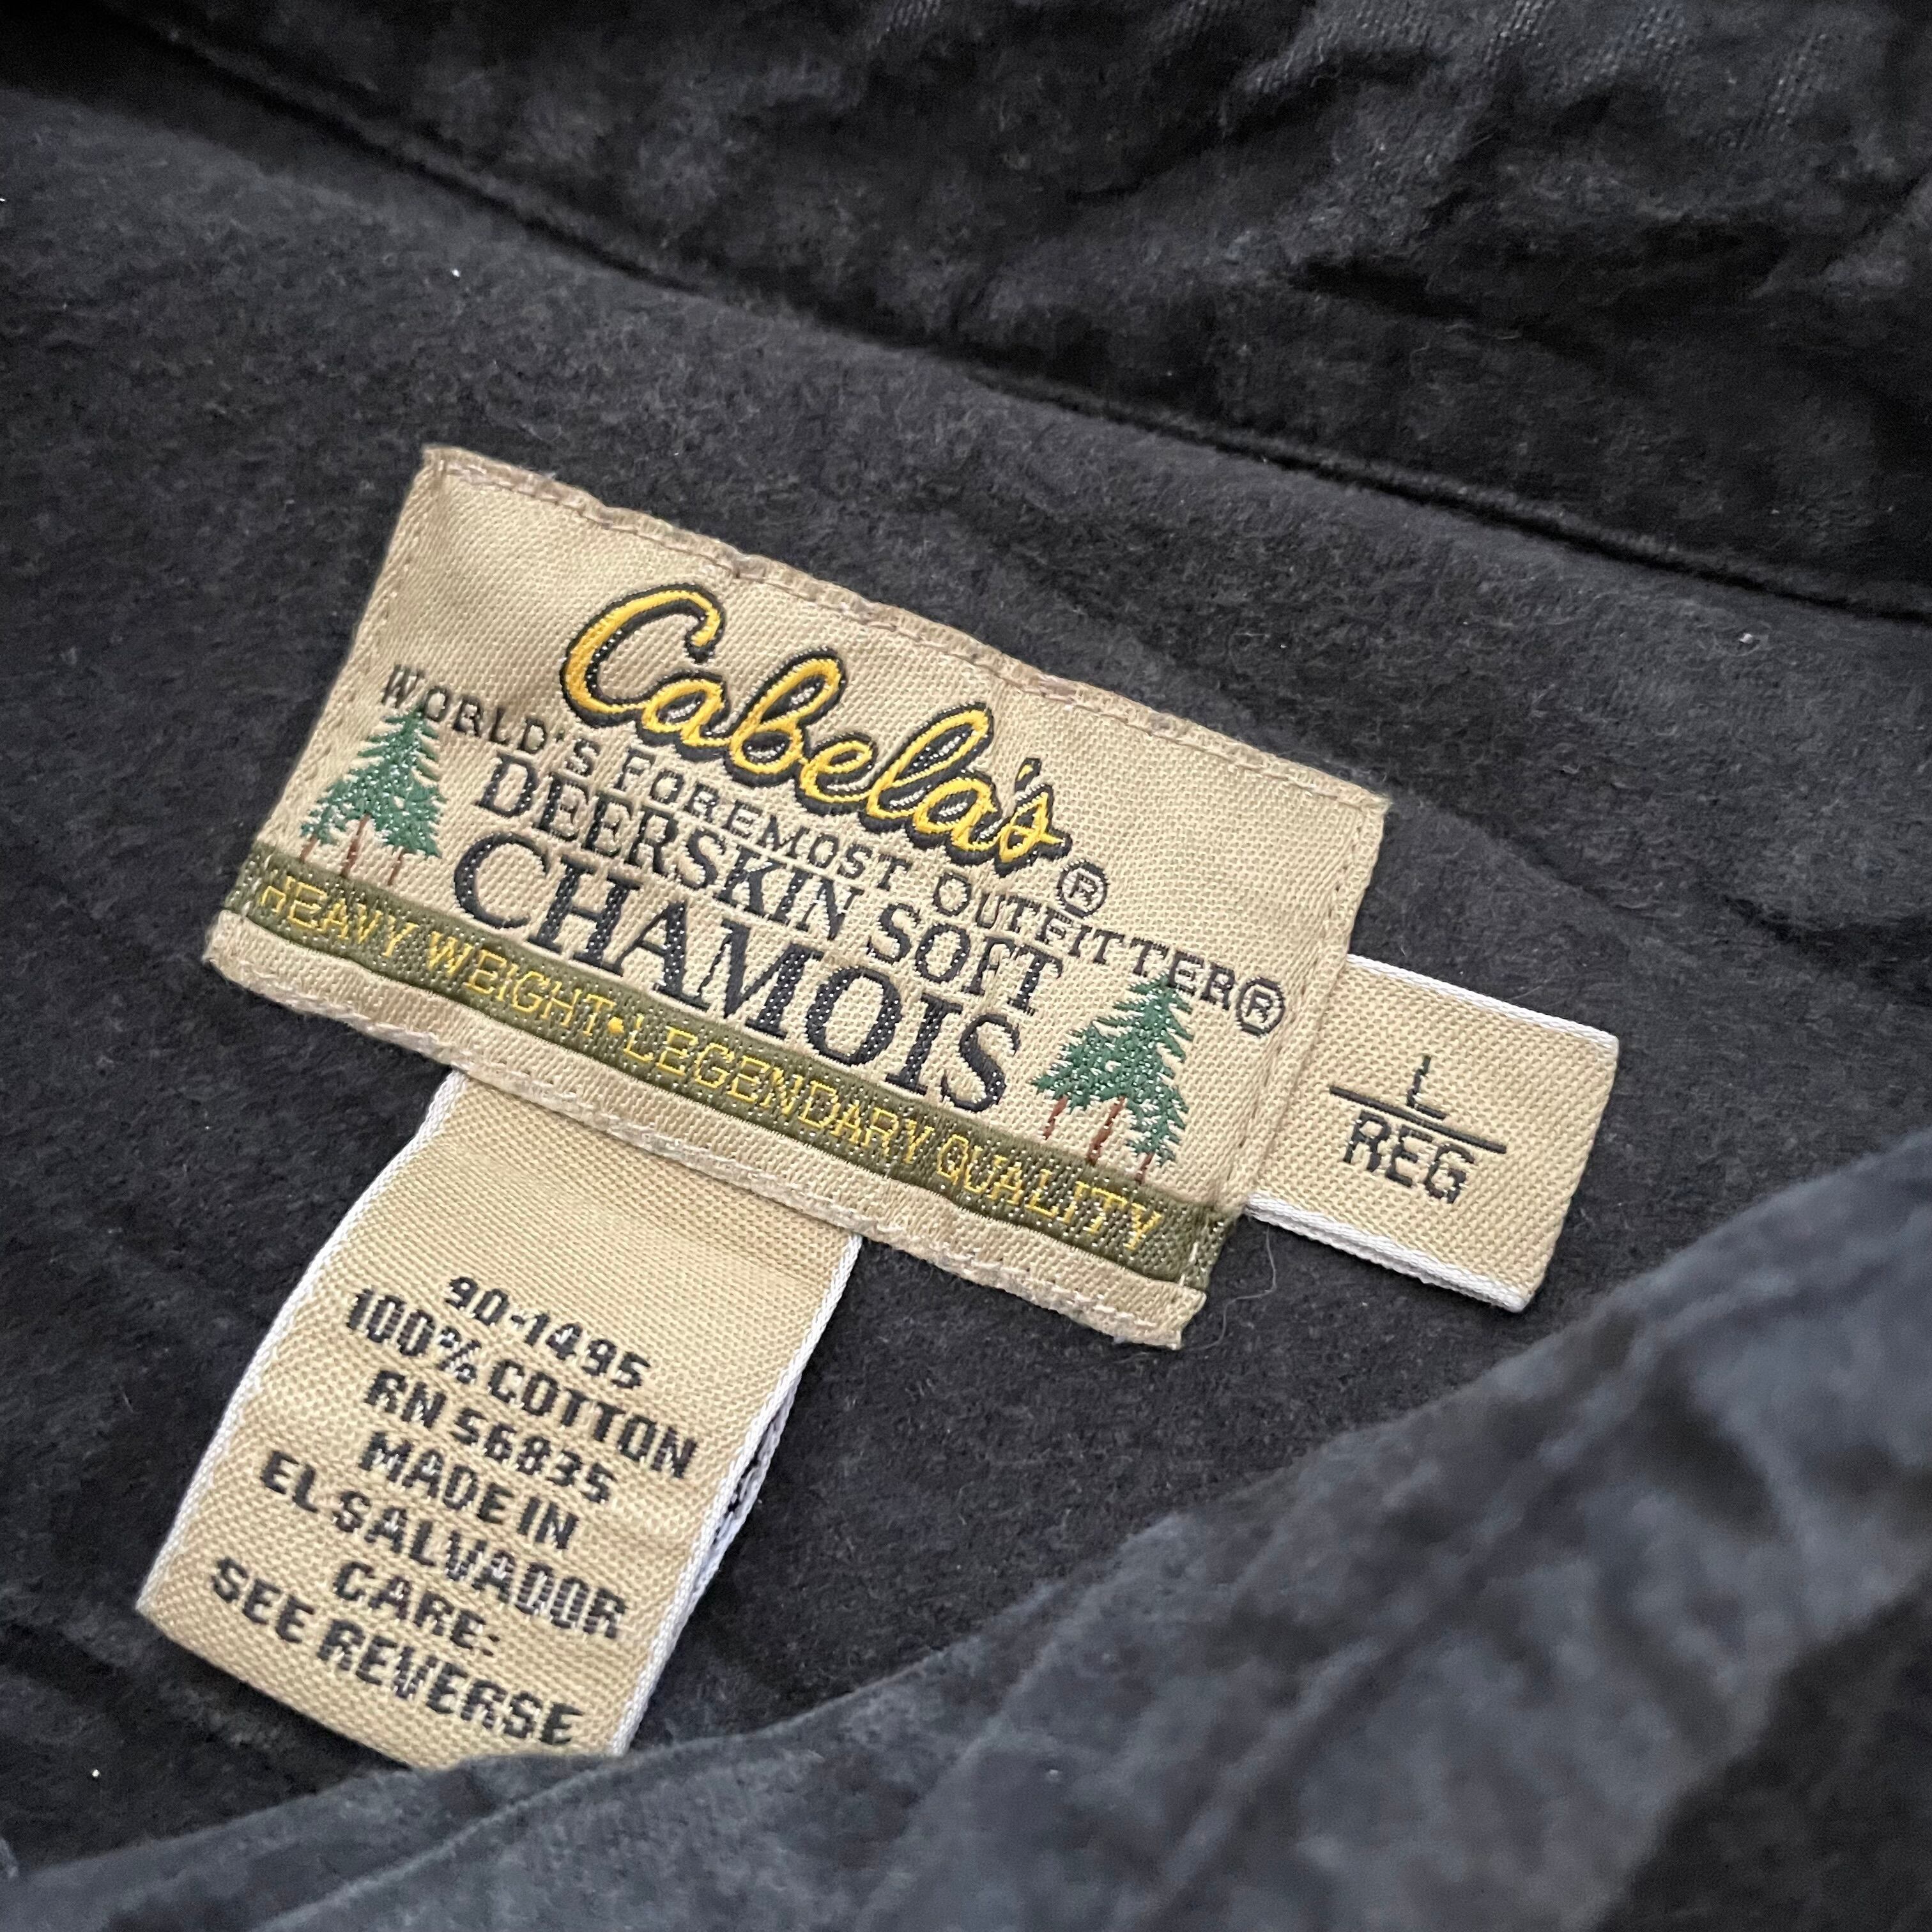 Cabela's®
WORLD'S FOREMOST OUTFITTER®
DEERSKIN SOFT
CHAMOIS
HEAVY WEIGHT•LEGENDARY QUALITY
L
REG
90-1495
100% COTTON
RN 56835
MADE IN
EL SALVADOR
CARE:
SEE REVERSE